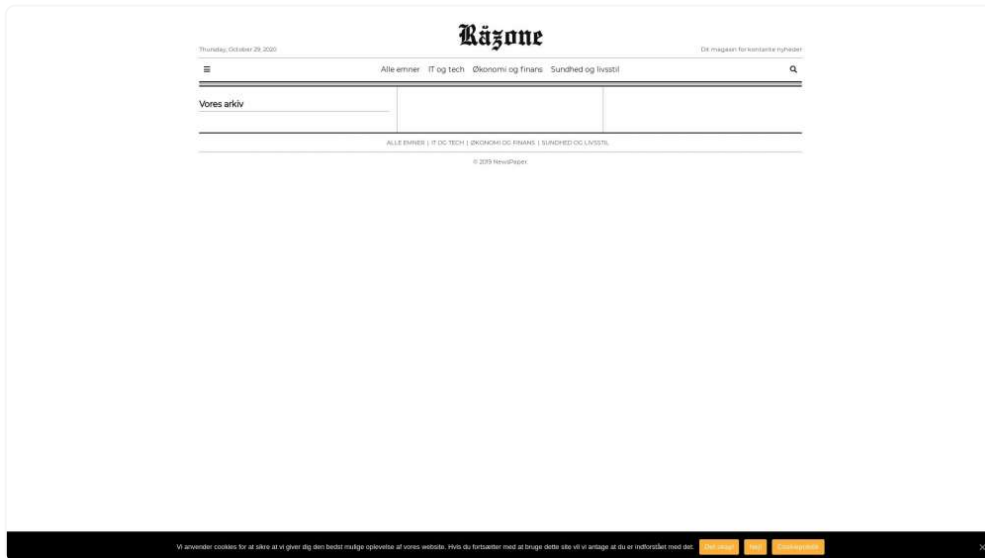 Räzone
Thursday, October 29, 2020
Dit magasin for konstante nyheder
Alle emner IT og tech Økonomi og finans Sundhed og livsstil
Vores arkiv
ALLE EMNER | IT OG TECH | ØKONOMI OG FINANS | SUNDHED OG LIVSSTIL
© 2019 NewsPaper.
Vi anvender cookies for at sikre at vi giver dig den bedst mulige oplevelse af vores website. Hvis du fortsætter med at bruge dette site vil vi antage at du er indforstået med det. Nej